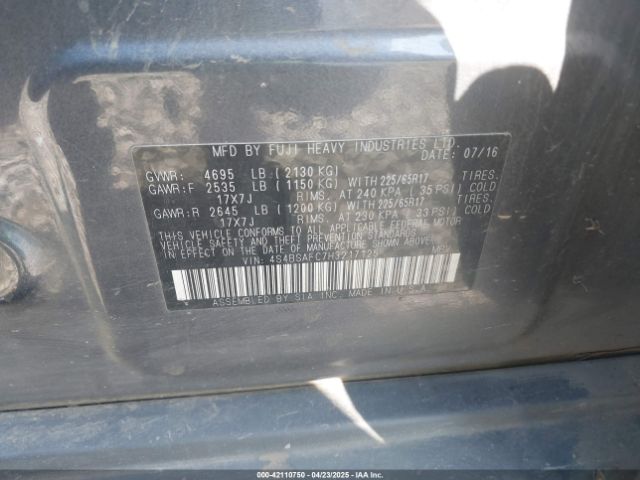 MFD BY FUJI HEAVY INDUSTRIES LTD.
DATE: 07/16
GVWR: 4695 LB (2130 KG)
GAWR:F 2535 LB (1150 KG) WITH 225/65R17 TIRES.
17X7J RIMS. AT 240 KPA (35 PSI) COLD
GAWR:R 2645 LB (1200 KG) WITH 225/65R17 TIRES.
17X7J RIMS. AT 230 KPA (33 PSI) COLD
THIS VEHICLE CONFORMS TO ALL APPLICABLE FEDERAL MOTOR
VEHICLE SAFETY AND THEFT PREVENTION STANDARDS
IN EFFECT ON THE DATE OF MANUFACTURE SHOWN ABOVE.
VIN:
ASSEMBLED BY SIA INC. MADE IN U.S.A.
000-42110750 - 04/23/2025 - IAAI.COM